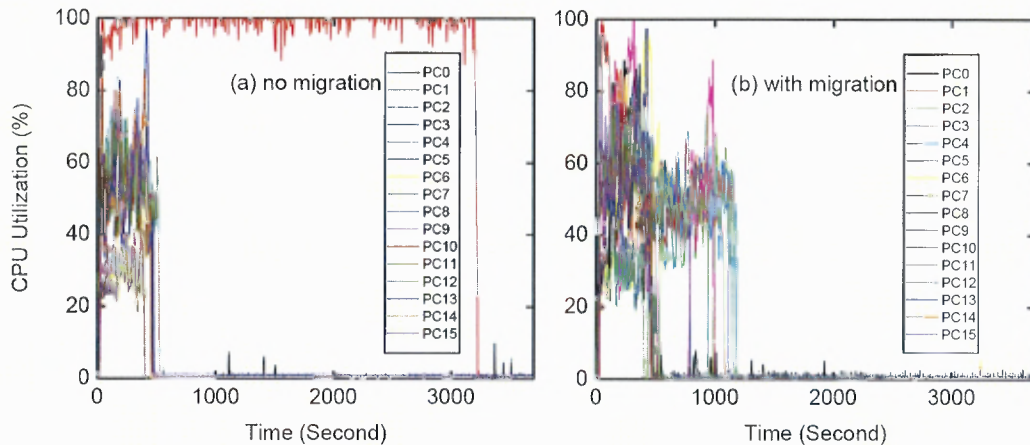 CPU Utilization (%)
100
80
60
40
20
0
(a) no migration
PC0
PC1
PC2
PC3
PC4
PC5
PC6
PC7
PC8
PC9
PC10
PC11
PC12
PC13
PC14
PC15
0
1000
2000
3000
Time (Second)
100
80
60
40
20
0
(b) with migration
PC0
PC1
PC2
PC3
PC4
PC5
PC6
PC7
PC8
PC9
PC10
PC11
PC12
PC13
PC14
PC15
0
1000
2000
3000
Time (Second)